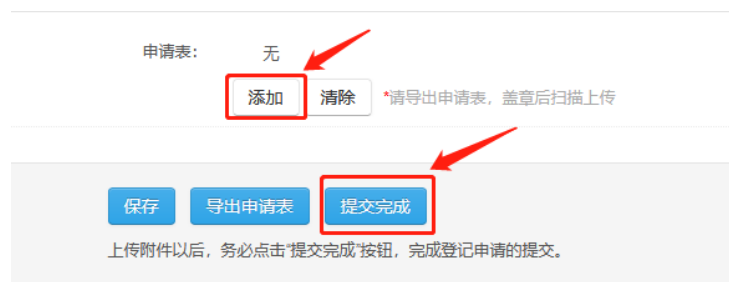 申请表： 无
添加 清除 *请导出申请表，盖章后扫描上传
保存 导出申请表 提交完成
上传附件以后，务必点击“提交完成”按钮，完成登记申请的提交。